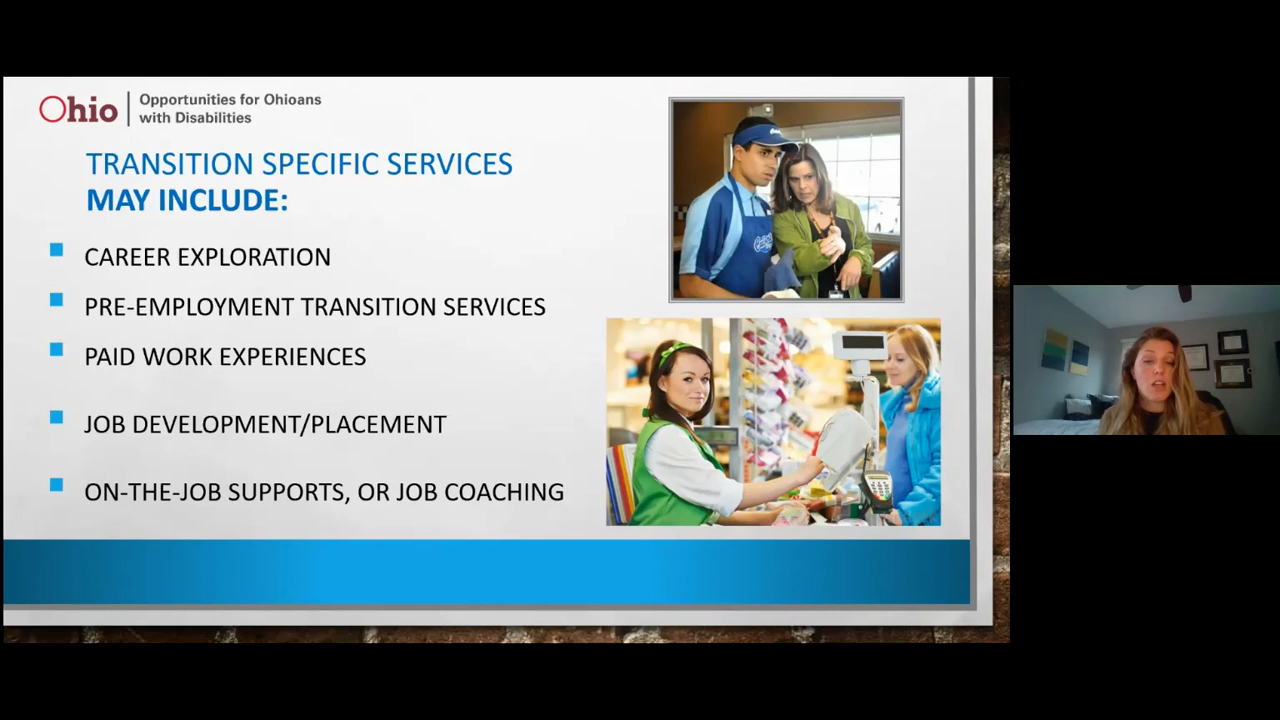 Ohio
Opportunities for Ohioans
with Disabilities
TRANSITION SPECIFIC SERVICES
MAY INCLUDE:
CAREER EXPLORATION
PRE-EMPLOYMENT TRANSITION SERVICES
PAID WORK EXPERIENCES
JOB DEVELOPMENT/PLACEMENT
ON-THE-JOB SUPPORTS, OR JOB COACHING